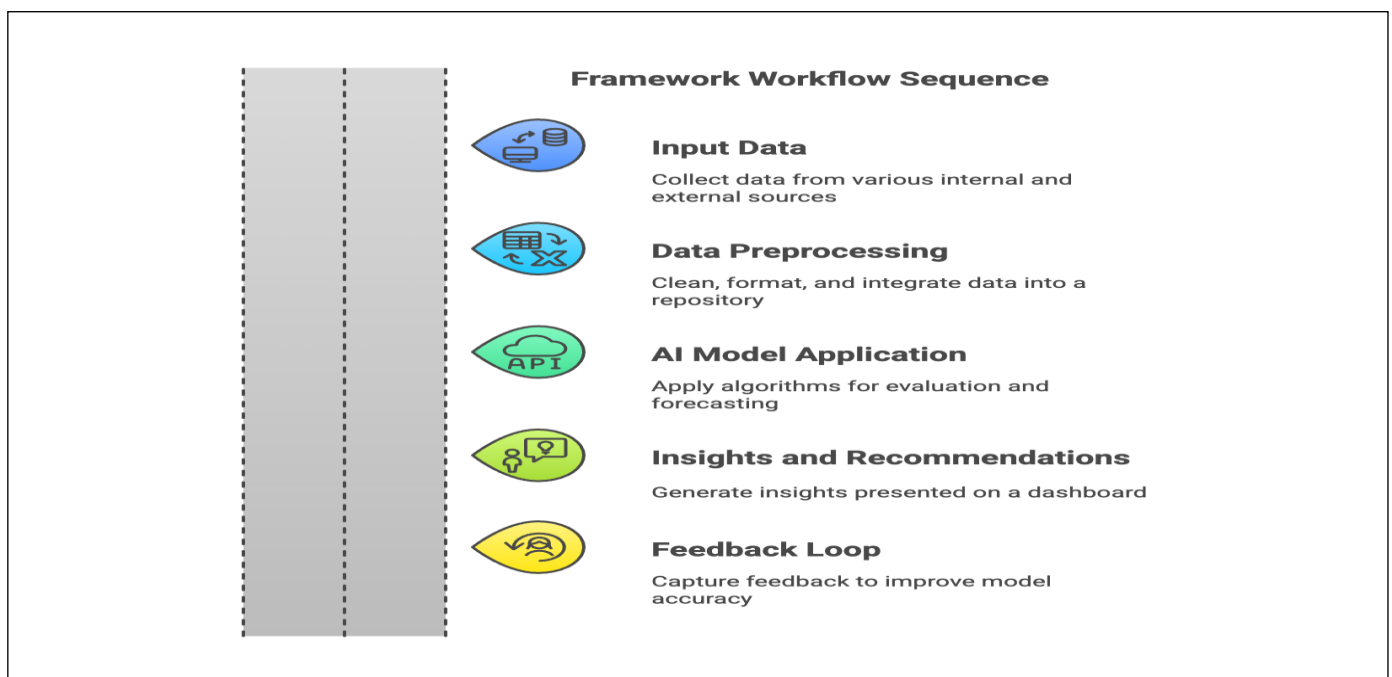 Framework Workflow Sequence
Input Data
Collect data from various internal and
external sources
Data Preprocessing
Clean, format, and integrate data into a
repository
API
AI Model Application
Apply algorithms for evaluation and
forecasting
Insights and Recommendations
Generate insights presented on a dashboard
Feedback Loop
Capture feedback to improve model
accuracy